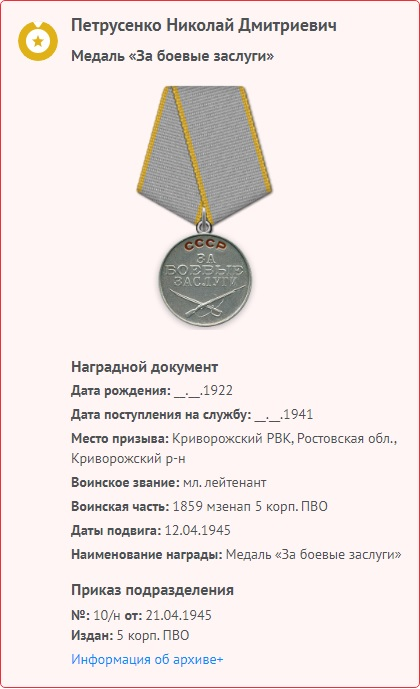 Петрусенко Николай Дмитриевич
Медаль «За боевые заслуги»
СССР
ЗА
БОЕВЫЕ
ЗАСЛУГИ
Наградной документ
Дата рождения: __.__.1922
Дата поступления на службу: __.__.1941
Место призыва: Криворожский РВК, Ростовская обл.,
Криворожский р-н
Воинское звание: мл. лейтенант
Воинская часть: 1859 мзенап 5 корп. ПВО
Даты подвига: 12.04.1945
Наименование награды: Медаль «За боевые заслуги»
Приказ подразделения
№: 10/н от: 21.04.1945
Издан: 5 корп. ПВО
Информация об архиве+